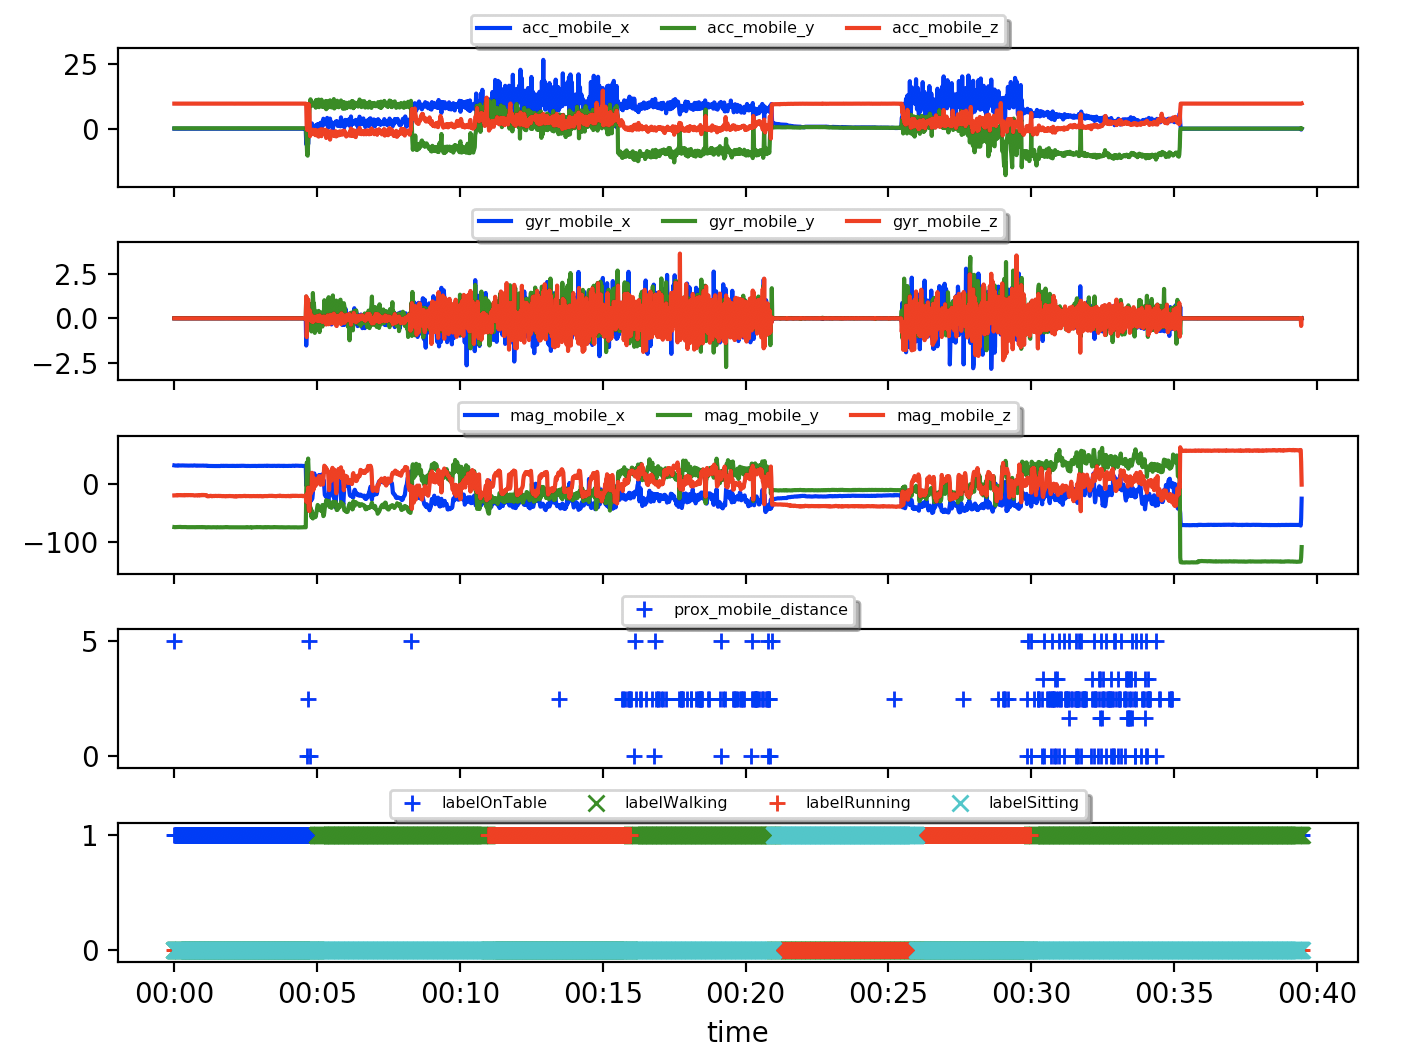 acc_mobile_x acc_mobile_y acc_mobile_z
25
0
gyr_mobile_x gyr_mobile_y gyr_mobile_z
2.5
0.0
−2.5
mag_mobile_x mag_mobile_y mag_mobile_z
0
−100
prox_mobile_distance
5
0
labelOnTable labelWalking labelRunning labelSitting
1
0
00:00 00:05 00:10 00:15 00:20 00:25 00:30 00:35 00:40
time